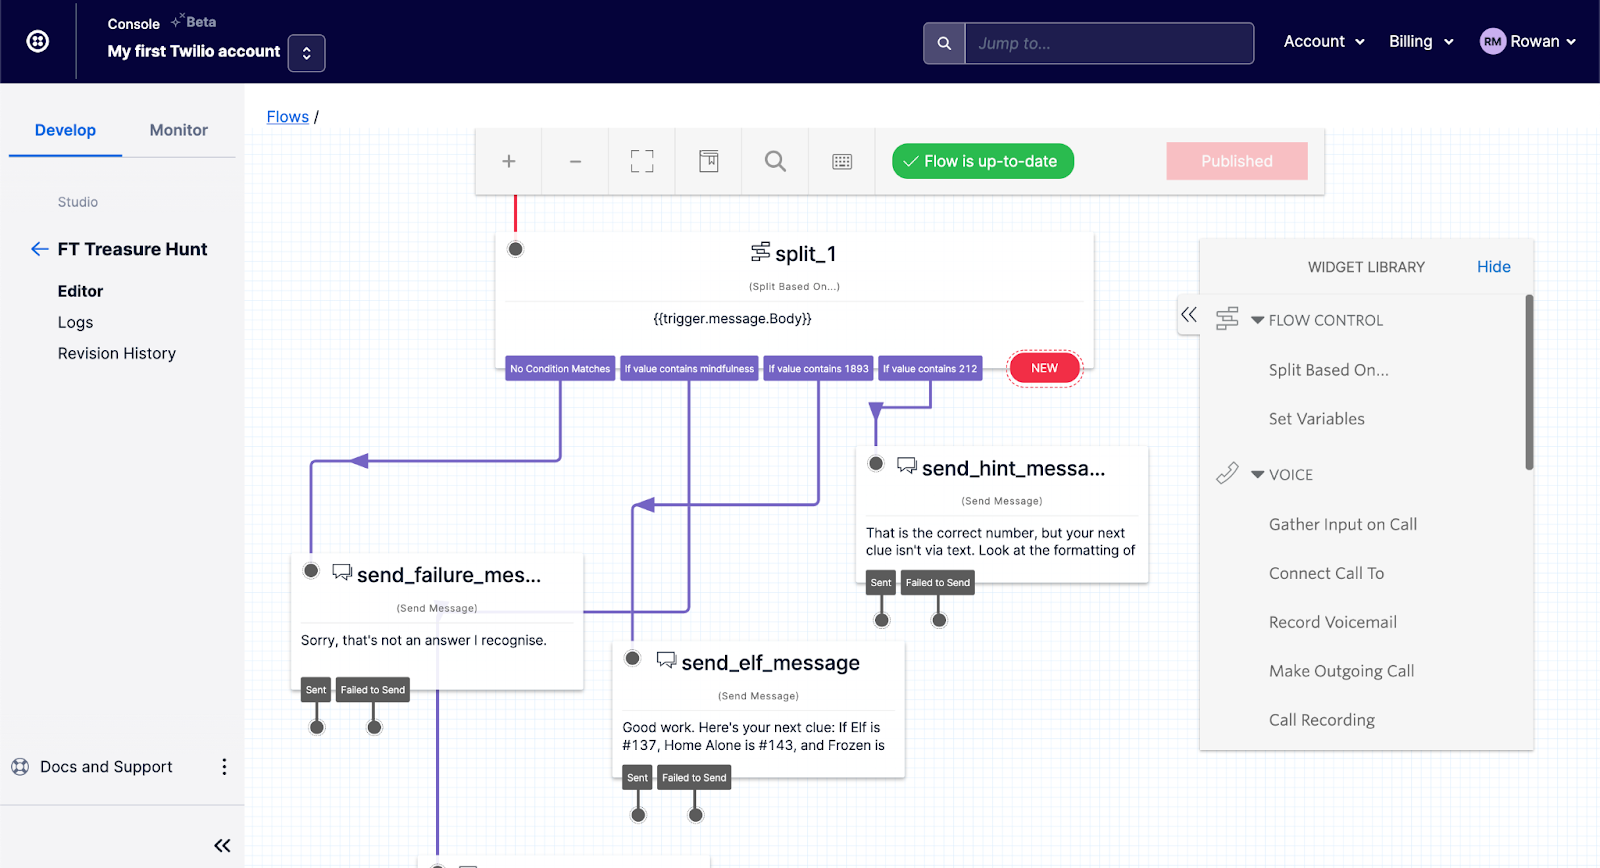 Console Beta
My first Twilio account
Jump to...
Account
Billing
RM Rowan
Develop
Monitor
Studio
FT Treasure Hunt
Editor
Logs
Revision History
Docs and Support
Flows /
Flow is up-to-date
Published
split_1
(Split Based On...)
{{trigger.message.Body}}
No Condition Matches
If value contains mindfulness
If value contains 1893
If value contains 212
NEW
send_hint_messa...
(Send Message)
That is the correct number, but your next
clue isn't via text. Look at the formatting of
Sent
Failed to Send
send_failure_mes...
(Send Message)
Sorry, that's not an answer I recognise.
Sent
Failed to Send
send_elf_message
(Send Message)
Good work. Here's your next clue: If Elf is
#137, Home Alone is #143, and Frozen is
Sent
Failed to Send
WIDGET LIBRARY
Hide
FLOW CONTROL
Split Based On...
Set Variables
VOICE
Gather Input on Call
Connect Call To
Record Voicemail
Make Outgoing Call
Call Recording